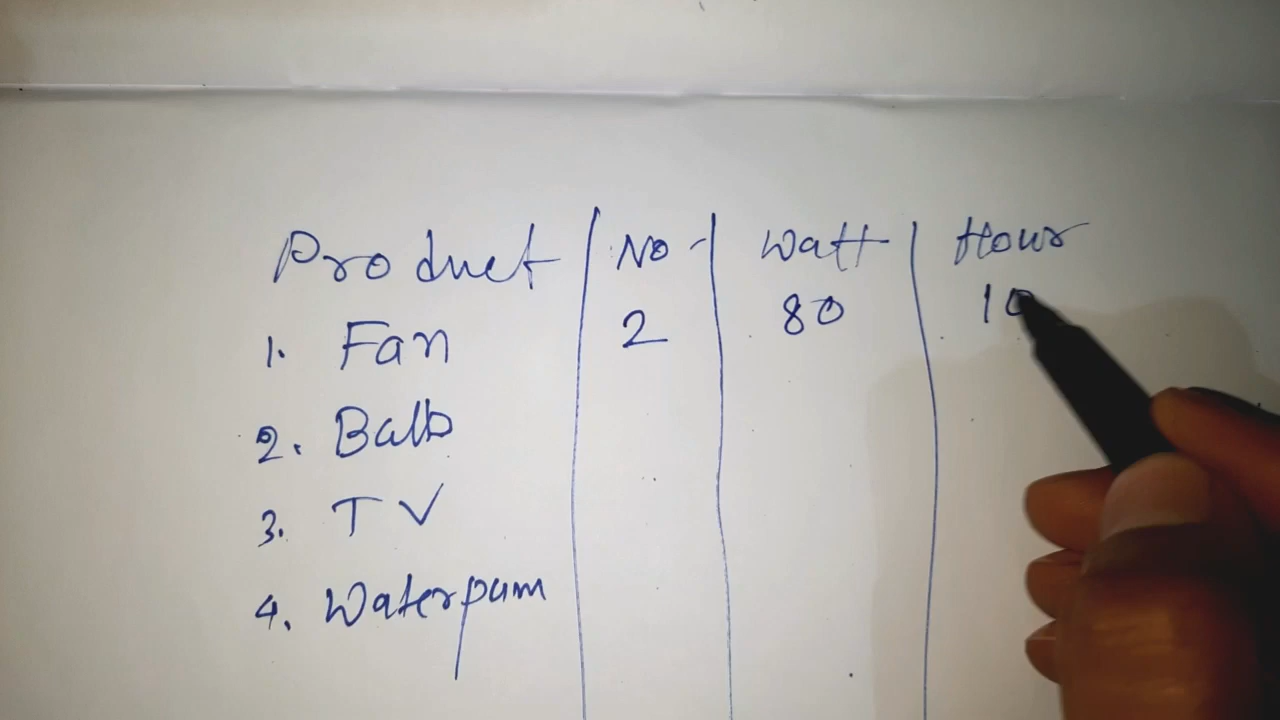 Product No Watt Hour
1. Fan 2 80 10
2. Balb
3. TV
4. Waterpum